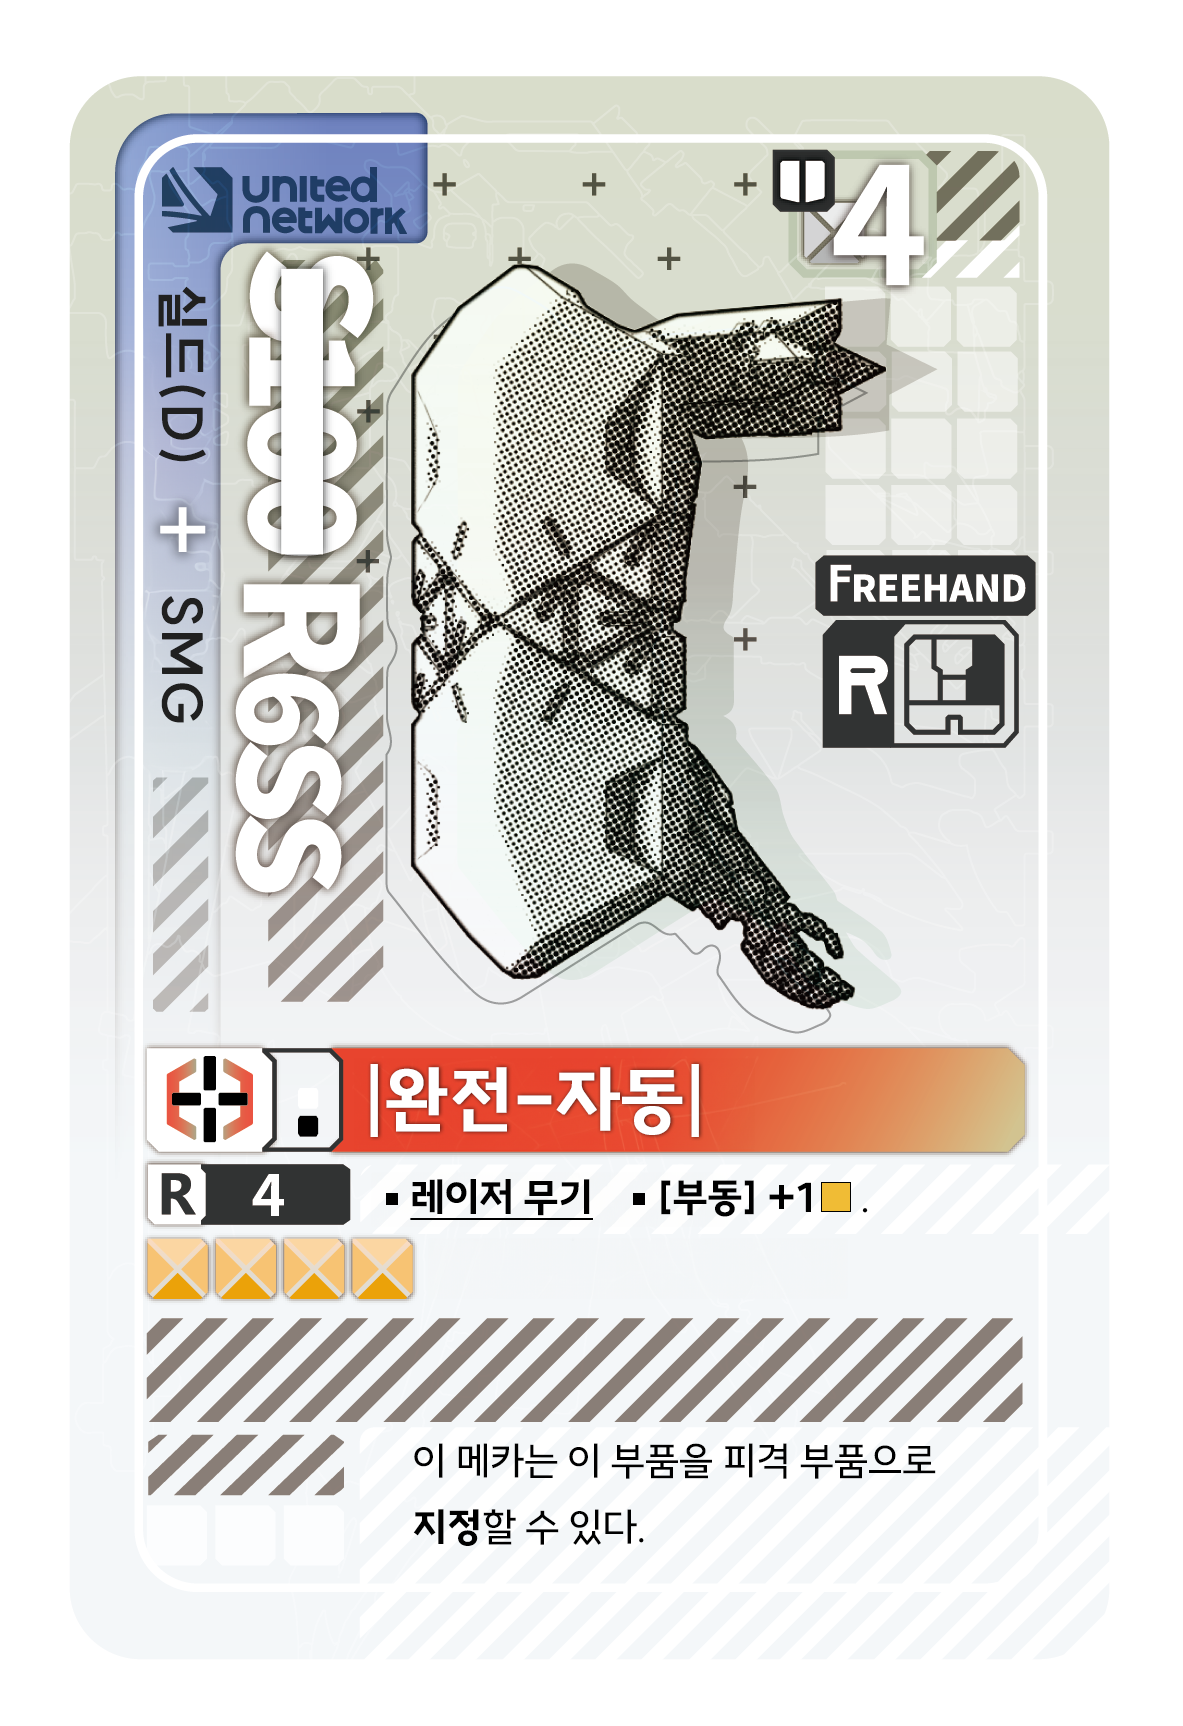 united
network
4
실드(D) + SMG
S100 R6SS
FREEHAND
R
|완전-자동|
R 4 ▪ 레이저 무기 ▪ [부동] +1 .
이 메카는 이 부품을 피격 부품으로
지정할 수 있다.